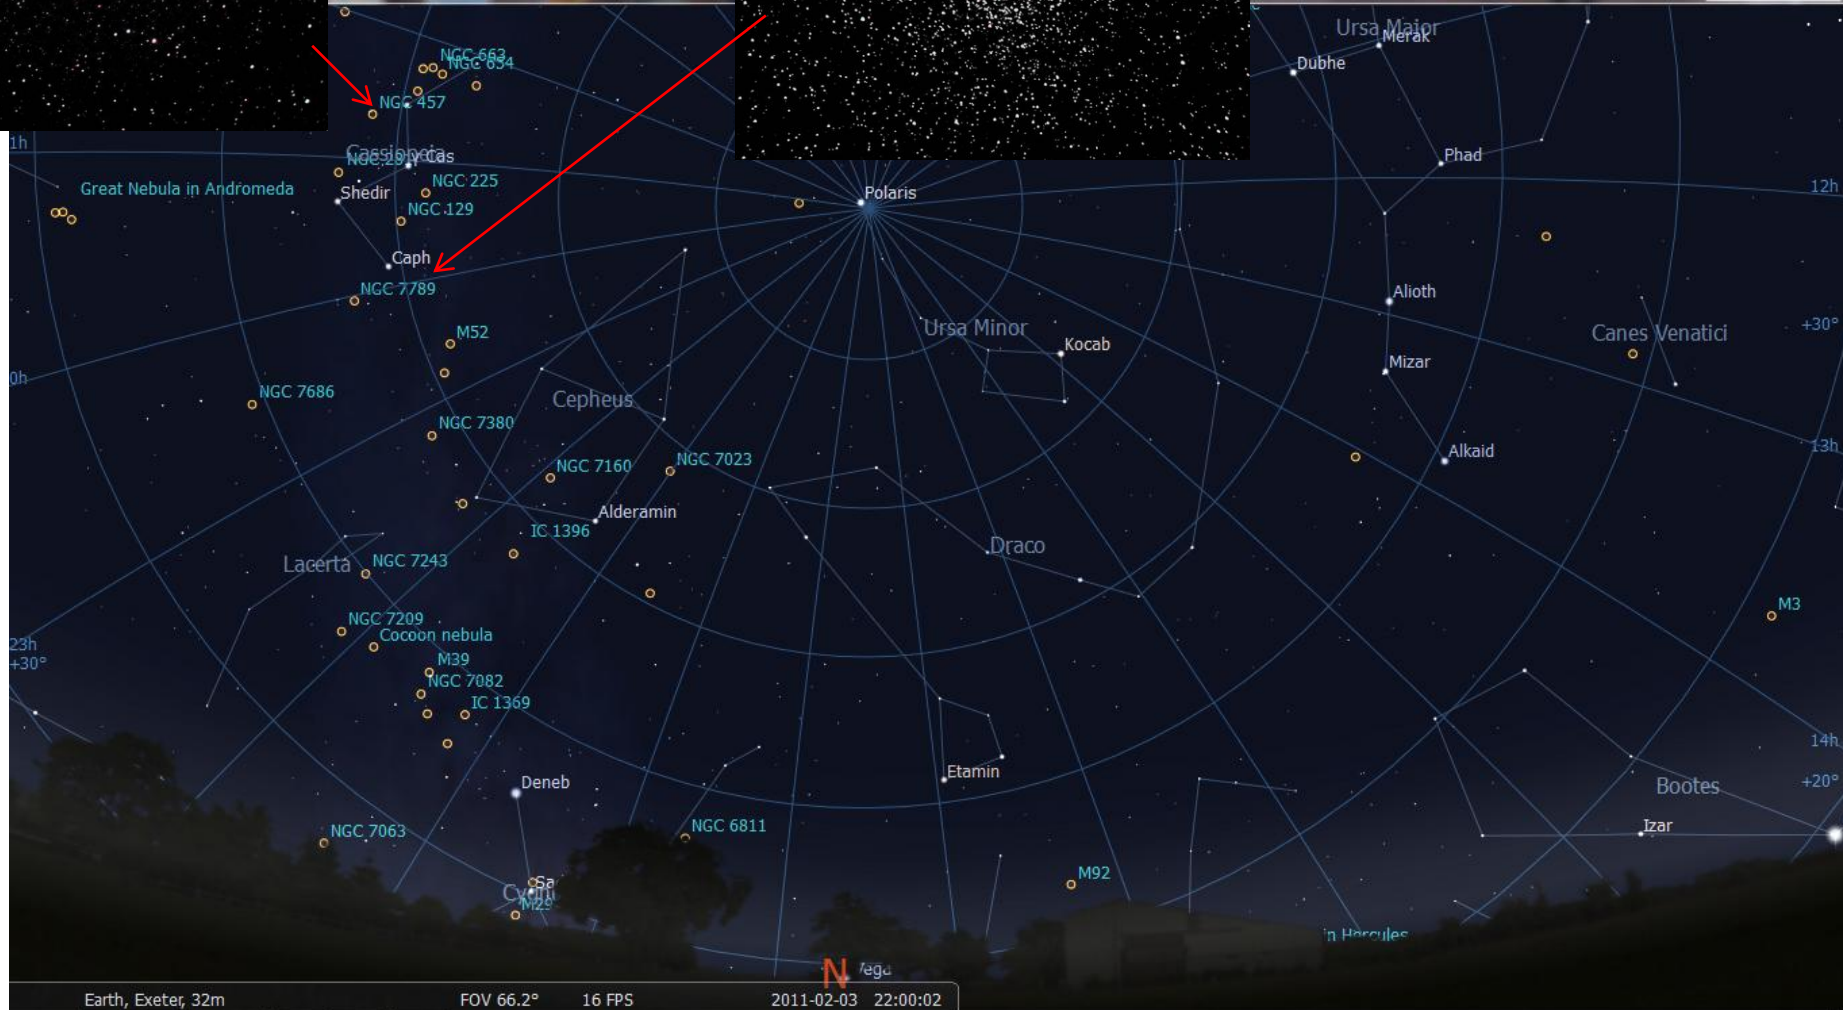 Ursa Major
Merak
Dubhe
NGC 663
NGC 654
NGC 457
1h
Cassiopeia
γ Cas
Phad
Great Nebula in Andromeda
Shedir
NGC 225
Polaris
12h
NGC 129
Caph
NGC 7789
Alioth
Ursa Minor
M52
Kocab
Canes Venatici
+30°
Mizar
0h
NGC 7686
Cepheus
NGC 7380
Alkaid
13h
NGC 7160
NGC 7023
Alderamin
IC 1396
Draco
Lacerta
NGC 7243
M3
NGC 7209
Cocoon nebula
23h
+30°
M39
NGC 7082
IC 1369
14h
Etamin
Deneb
Bootes
+20°
NGC 7063
NGC 6811
Izar
M92
Sa
M29
in Hercules
N
Vega
Earth, Exeter, 32m
FOV 66.2°
16 FPS
2011-02-03 22:00:02